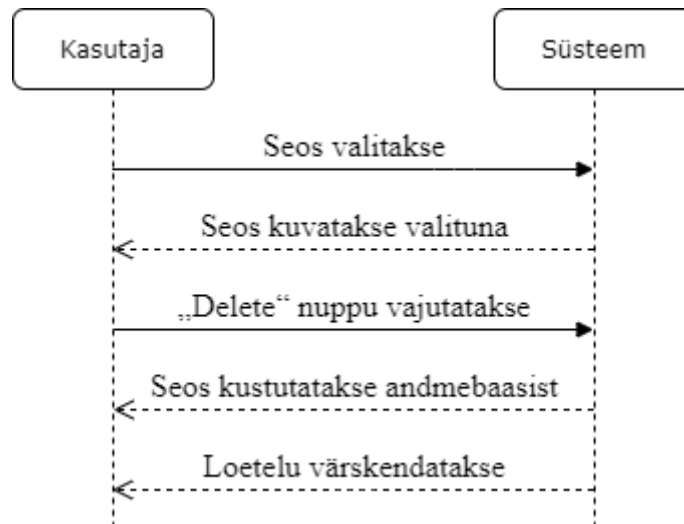 Kasutaja
Süsteem
Seos valitakse
Seos kuvatakse valituna
„Delete“ nuppu vajutatakse
Seos kustutatakse andmebaasist
Loetelu värskendatakse